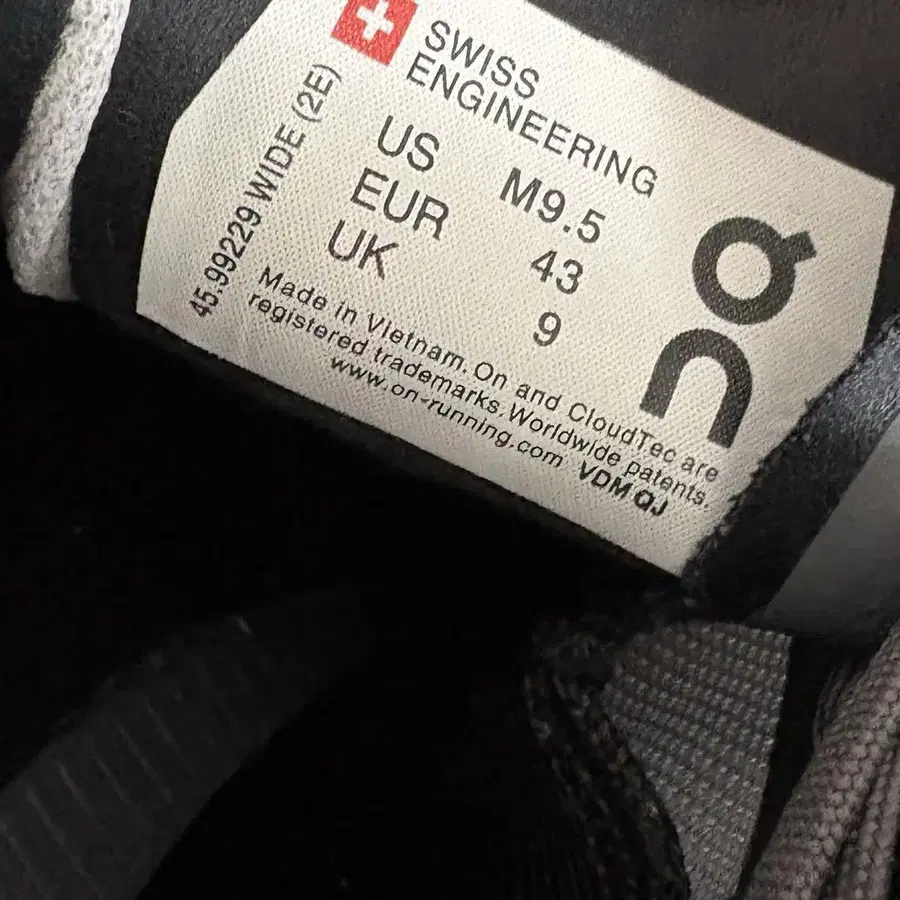 SWISS
ENGINEERING
US M9.5
EUR 43
UK 9
45.99229 WIDE (2E)
Made in Vietnam. On and CloudTec are
registered trademarks. Worldwide patents.
www.on-running.com VDM QJ
On